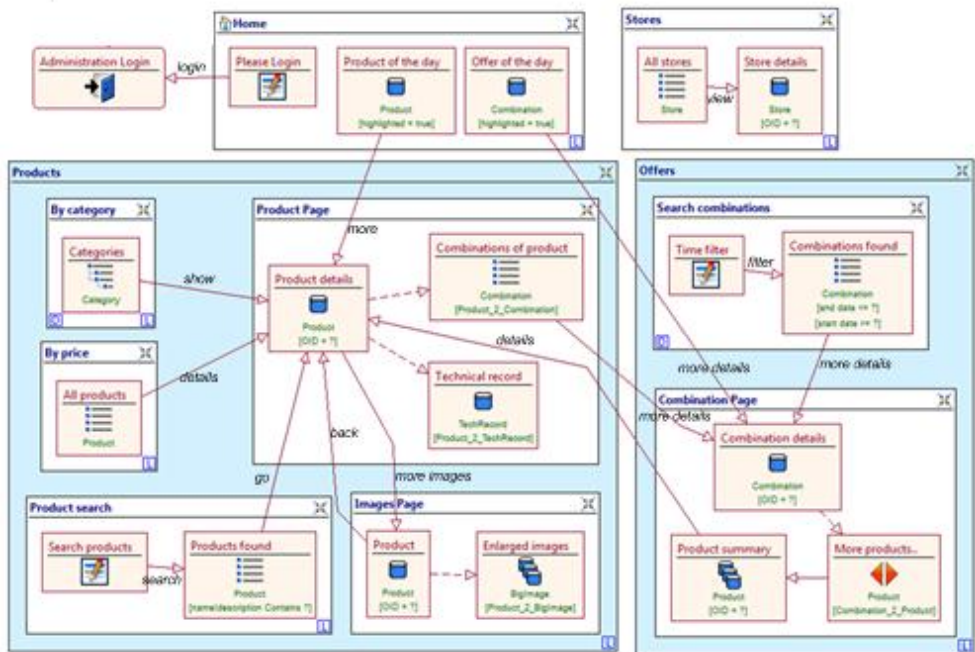 Home
Stores
Administration Login
login
Please Login
Product of the day
Product
[highlighted = true]
Offer of the day
Combination
[highlighted = true]
L
All stores
Store
view
Store details
Store
[OID = ?]
L
Products
By category
Categories
Category
D
L
show
By price
All products
Product
L
details
Product Page
more
Product details
Product
[OID = ?]
Combinations of product
Combination
[Product_2_Combination]
Technical record
TechRecord
[Product_2_TechRecord]
details
back
go
more images
Product search
Search products
search
Products found
Product
[name\description Contains ?]
L
Images Page
Product
Product
[OID = ?]
Enlarged images
BigImage
[Product_2_BigImage]
L
Offers
Search combinations
Time filter
filter
Combinations found
Combination
[end date <= ?]
[start date >= ?]
D
more details
more details
more details
Combination Page
Combination details
Combination
[OID = ?]
Product summary
Product
[OID = ?]
More products...
Product
[Combination_2_Product]
L